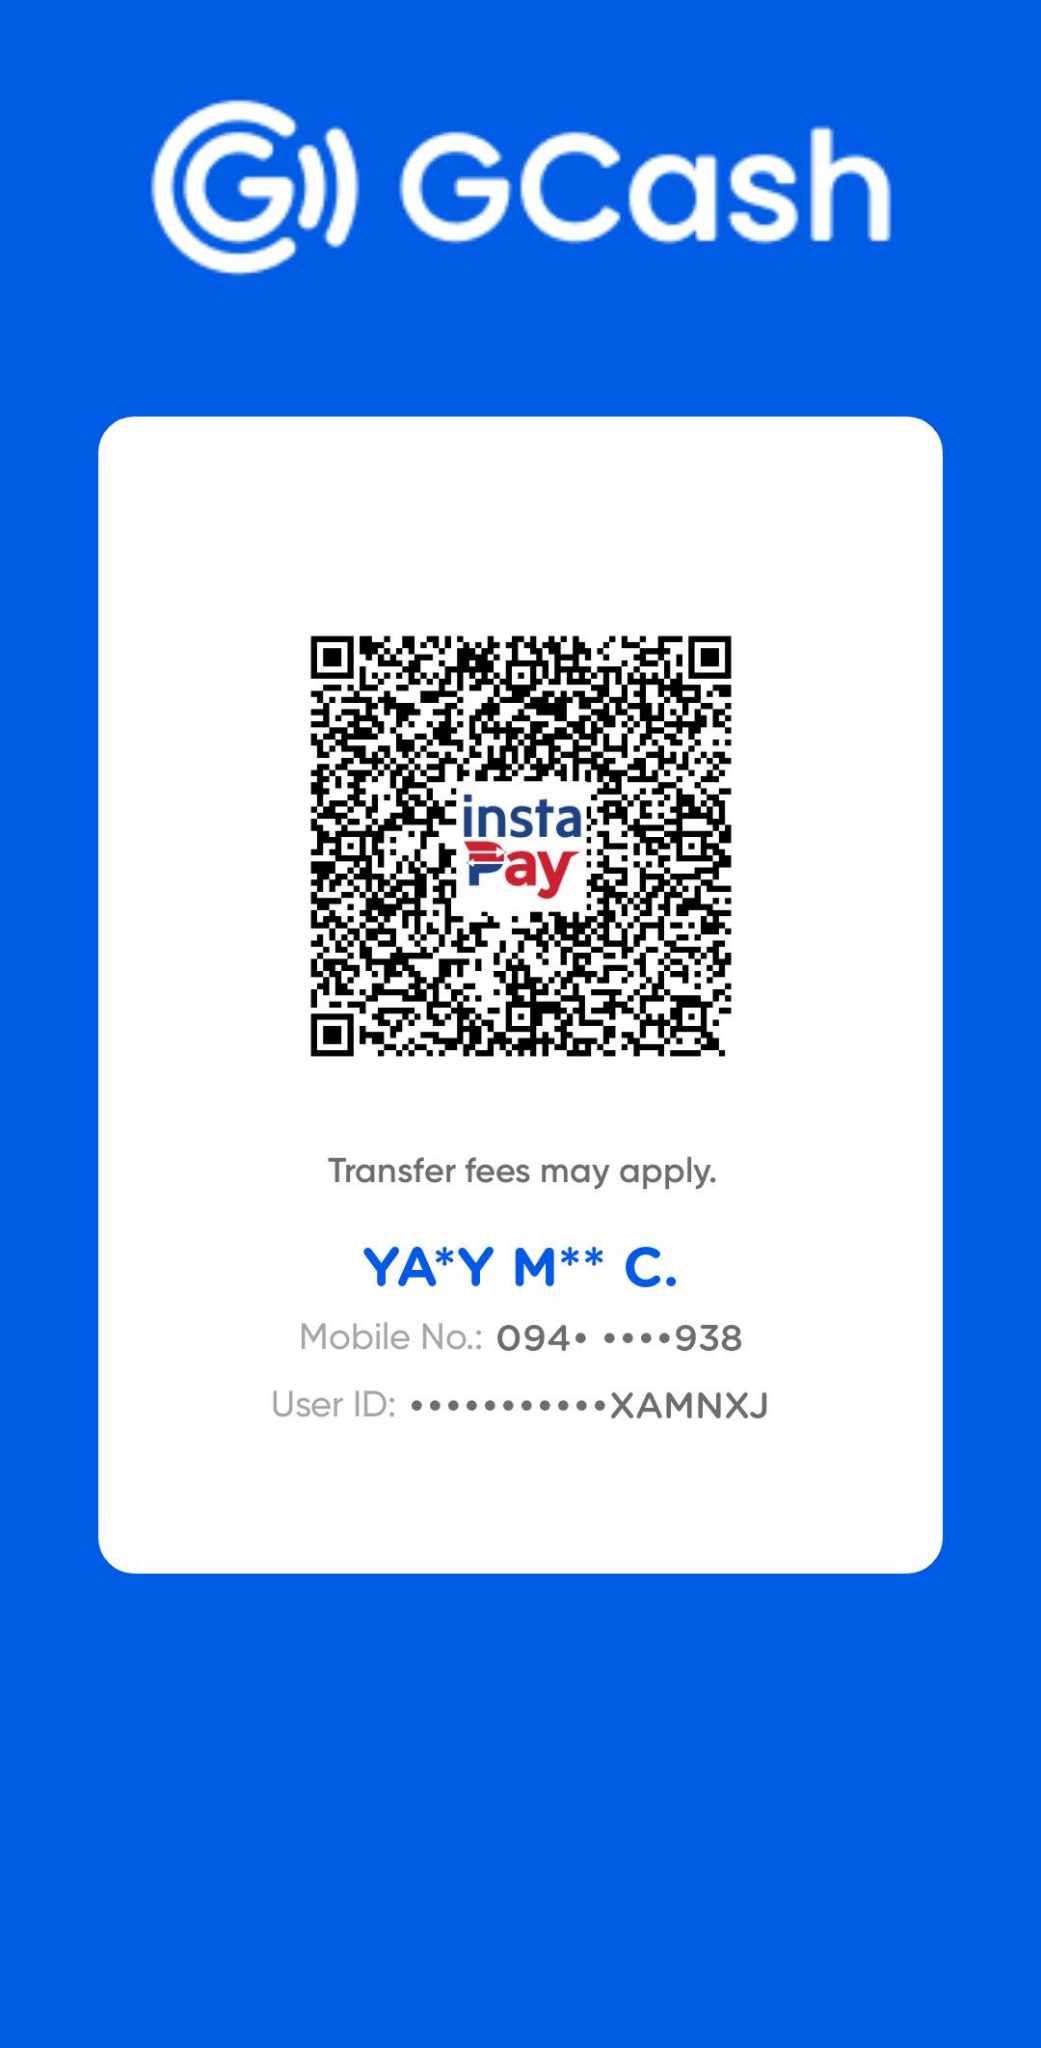 GCash
insta
Pay
Transfer fees may apply.
YA*Y M** C.
Mobile No.: 094• ••••938
User ID: •••••••••••XAMNXJ